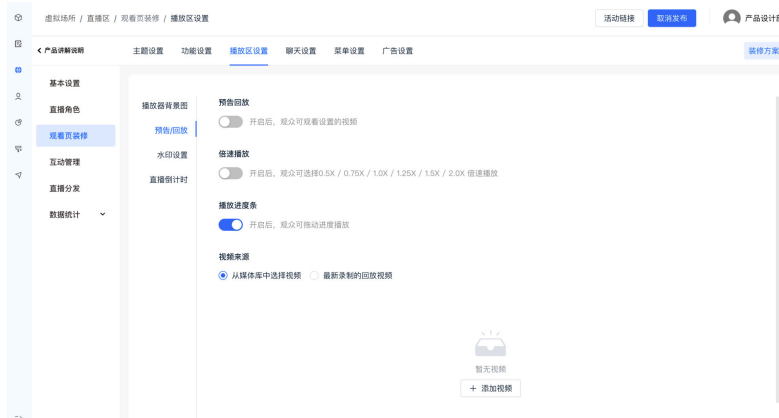 虚拟场所 / 直播区 / 观看页装修 / 播放区设置
活动链接
取消发布
产品设计
产品讲解说明
主题设置 功能设置 播放区设置 聊天设置 菜单设置 广告设置
装修方案
基本设置
直播角色
观看页装修
互动管理
直播分发
数据统计
播放器背景图
预告/回放
水印设置
直播倒计时
预告回放
开启后，观众可观看设置的视频
倍速播放
开启后，观众可选择0.5X / 0.75X / 1.0X / 1.25X / 1.5X / 2.0X 倍速播放
播放进度条
开启后，观众可拖动进度播放
视频来源
从媒体库中选择视频 最新录制的回放视频
暂无视频
+ 添加视频